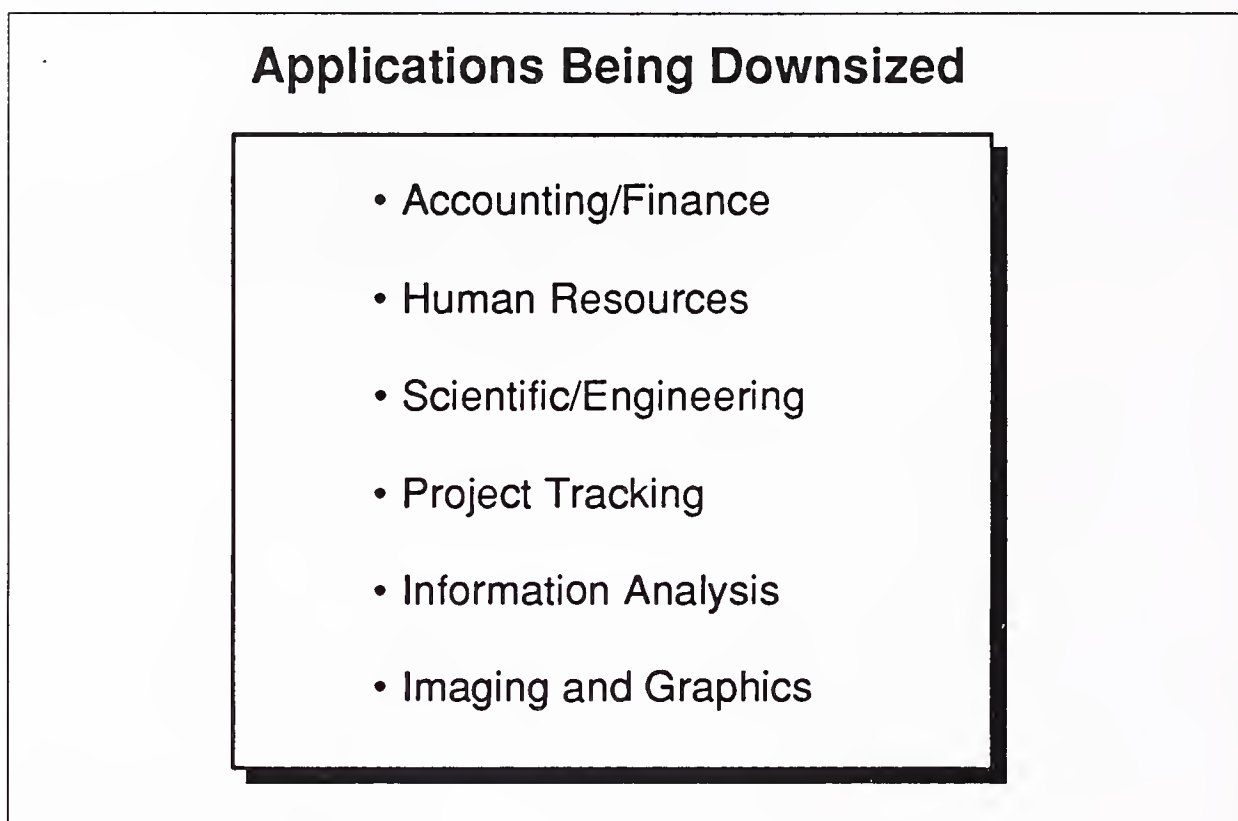 Applications Being Downsized
• Accounting/Finance
• Human Resources
• Scientific/Engineering
• Project Tracking
• Information Analysis
• Imaging and Graphics